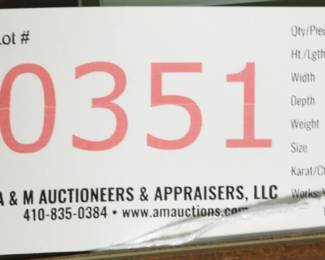 Lot #
0351
A & M AUCTIONEERS & APPRAISERS, LLC
410-835-0384 • www.amauctions.com
Qty/Pie
Ht./Lgth
Width
Depth
Weight
Size
Karat/C
Works